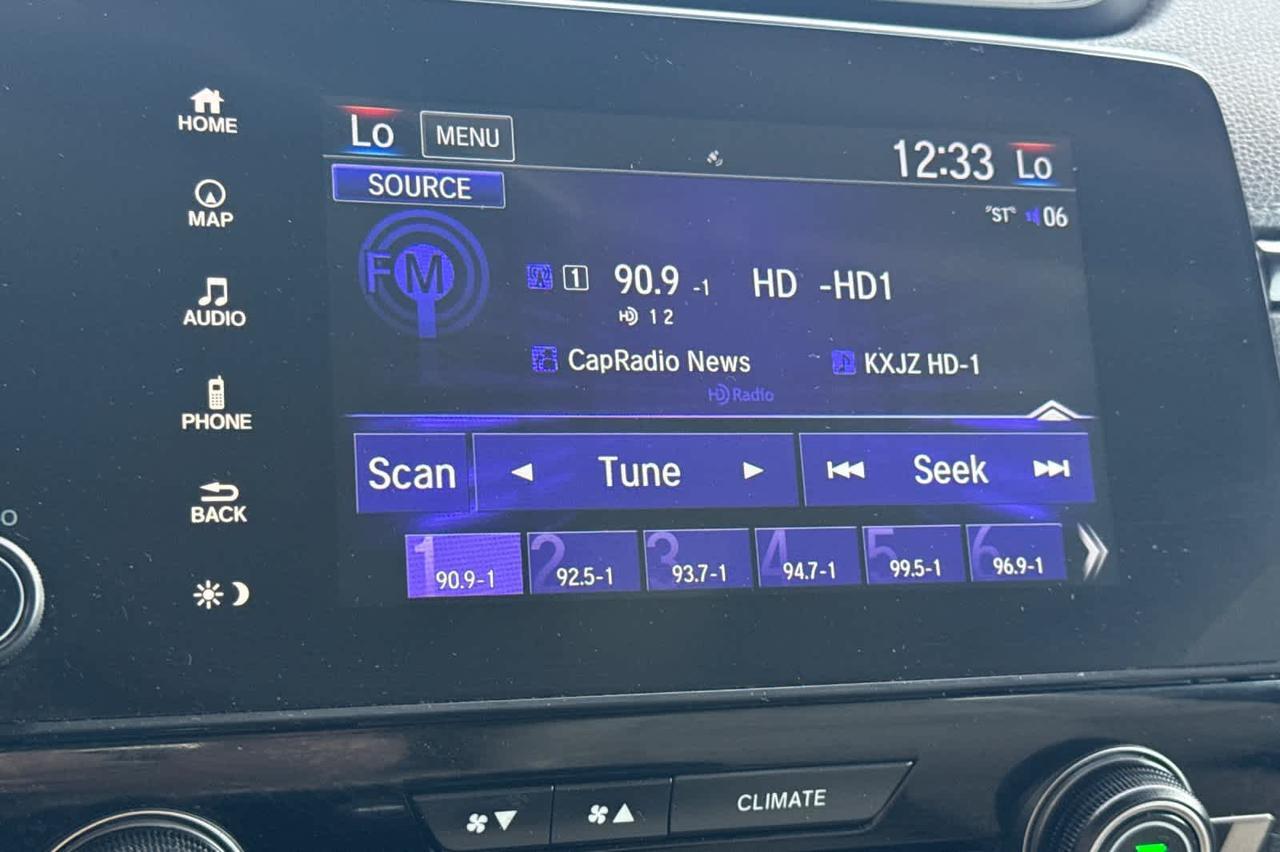 HOME
MAP
AUDIO
PHONE
BACK
Lo MENU 12:33 Lo
SOURCE
"ST" 06
FM 1 90.9 -1 HD -HD1
HD 1 2
CapRadio News KXJZ HD-1
HD Radio
Scan Tune Seek
1 90.9-1 2 92.5-1 3 93.7-1 4 94.7-1 5 99.5-1 6 96.9-1
CLIMATE